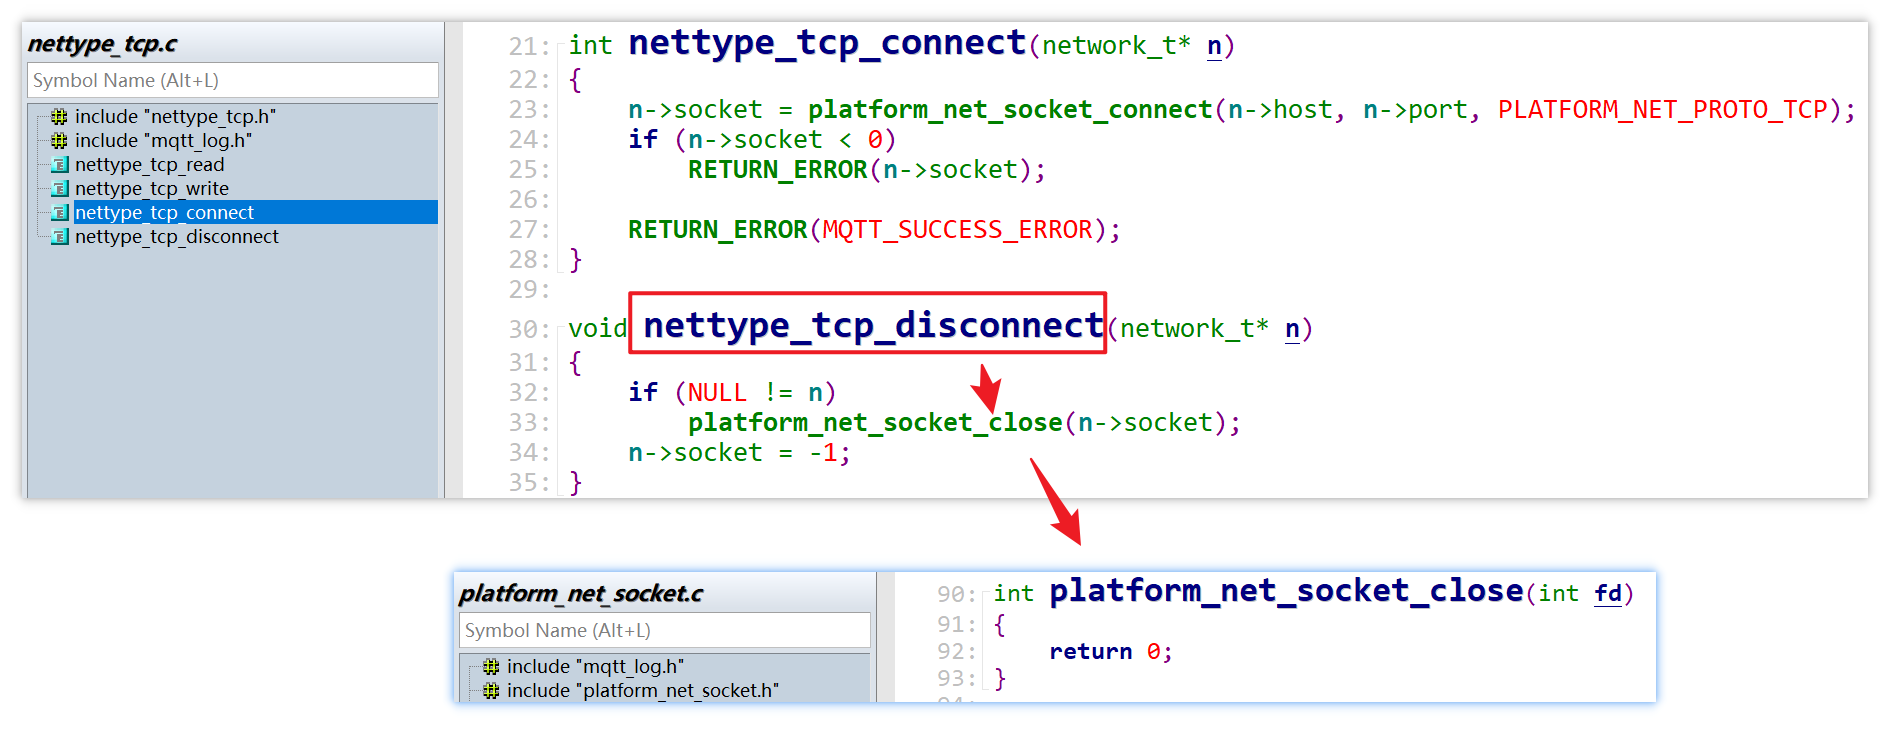 nettype_tcp.c
Symbol Name (Alt+L)
include "nettype_tcp.h"
include "mqtt_log.h"
nettype_tcp_read
nettype_tcp_write
nettype_tcp_connect
nettype_tcp_disconnect
21: int nettype_tcp_connect(network_t* n)
22: {
23: n->socket = platform_net_socket_connect(n->host, n->port, PLATFORM_NET_PROTO_TCP);
24: if (n->socket < 0)
25: RETURN_ERROR(n->socket);
26:
27: RETURN_ERROR(MQTT_SUCCESS_ERROR);
28: }
29:
30: void nettype_tcp_disconnect(network_t* n)
31: {
32: if (NULL != n)
33: platform_net_socket_close(n->socket);
34: n->socket = -1;
35: }
platform_net_socket.c
Symbol Name (Alt+L)
include "mqtt_log.h"
include "platform_net_socket.h"
90: int platform_net_socket_close(int fd)
91: {
92: return 0;
93: }